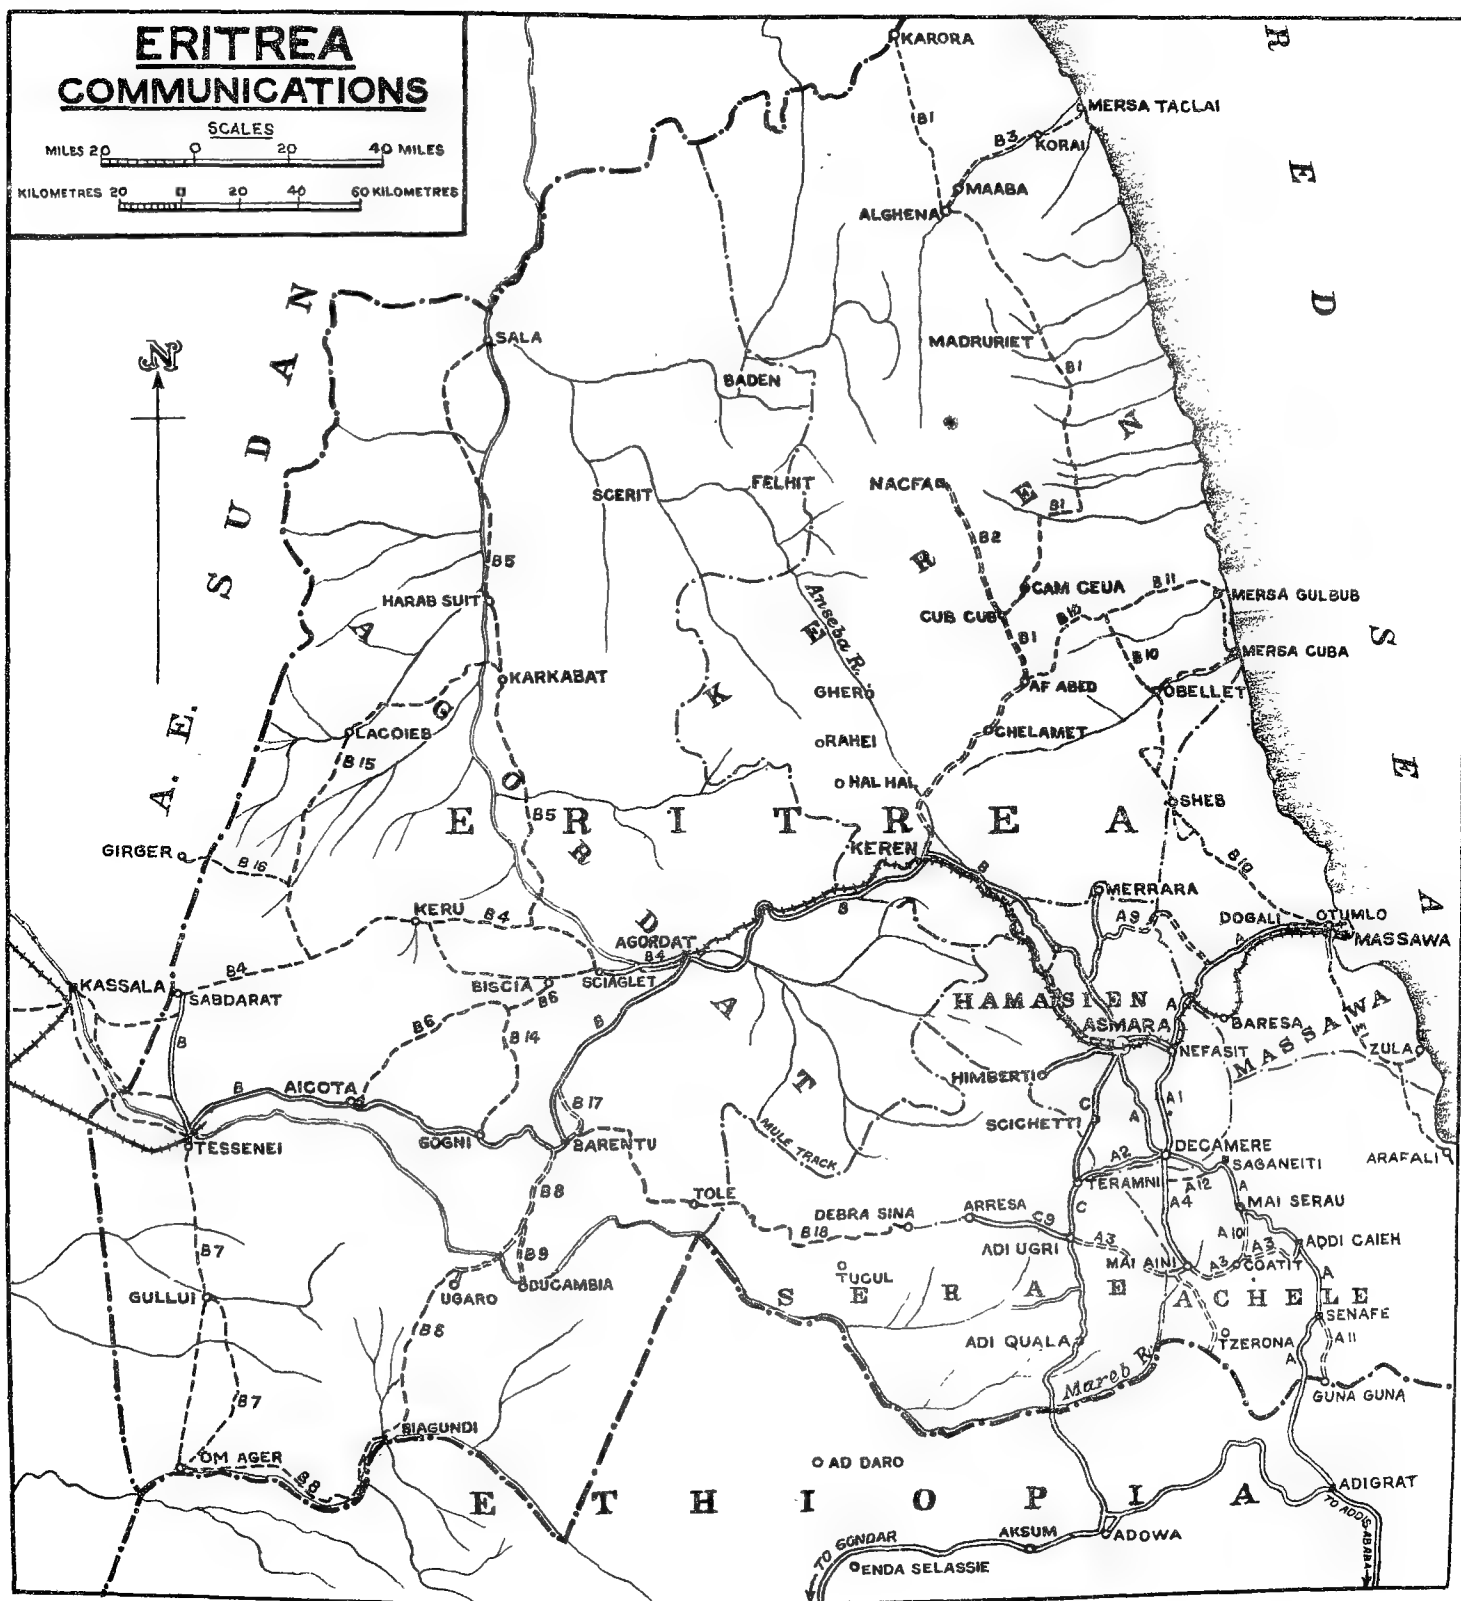 ERITREA
COMMUNICATIONS
SCALES
MILES 20 0 20 40 MILES
KILOMETRES 20 0 20 40 60 KILOMETRES
N
A. E. SUDAN
RED SEA
ERITREA
ETHIOPIA
AGORDAT
KEREN
HAMASIEN
MASSAWA
SERAE
ACHELE
KARORA
B1
MERSA TACLAI
B3
KORAI
MAABA
ALGHENA
SALA
MADRURIET
B1
BADEN
SCERIT
FELHIT
NACFA
B1
B2
B5
HARAB SUIT
Anseba R.
CAM CEUA
B11
MERSA GULBUB
CUB CUB
B10
B1
B10
MERSA CUBA
KARKABAT
GHER
AF ABED
OBELLET
LACOIEB
RAHEI
CHELAMET
B15
HAL HAL
SHEB
B5
GIRGER
B16
KEREN
B
B10
MERRARA
KERU
B4
B
A9
DOGALI
OTUMLO
A
MASSAWA
AGORDAT
B4
B4
KASSALA
SABDARAT
BISCIA
B6
SCIAGLET
A
ASMARA
BARESA
B
B6
B14
B
NEFASIT
ZULA
HIMBERTI
B
AICOTA
B17
C
A
A1
SCICHETTI
TESSENEI
GOGNI
BARENTU
MULE TRACK
DECAMERE
A2
SAGANEITI
ARAFALI
B8
TERAMNI
A12
A
TOLE
C
A4
MAI SERAU
ARRESA
DEBRA SINA
C9
B18
A10
ADI UGRI
A3
A3
ADDI CAIEH
B7
B9
MAI AINI
A3
COATIT
A
TUCUL
GULLUI
UGARO
DUCAMBIA
SENAFE
B8
ADI QUALA
TZERONA
A11
A
Mareb R.
B7
GUNA GUNA
BIAGUNDI
OM AGER
B8
AD DARO
ADIGRAT
TO ADDIS ABABA
TO GONDAR
AKSUM
ADOWA
ENDA SELASSIE